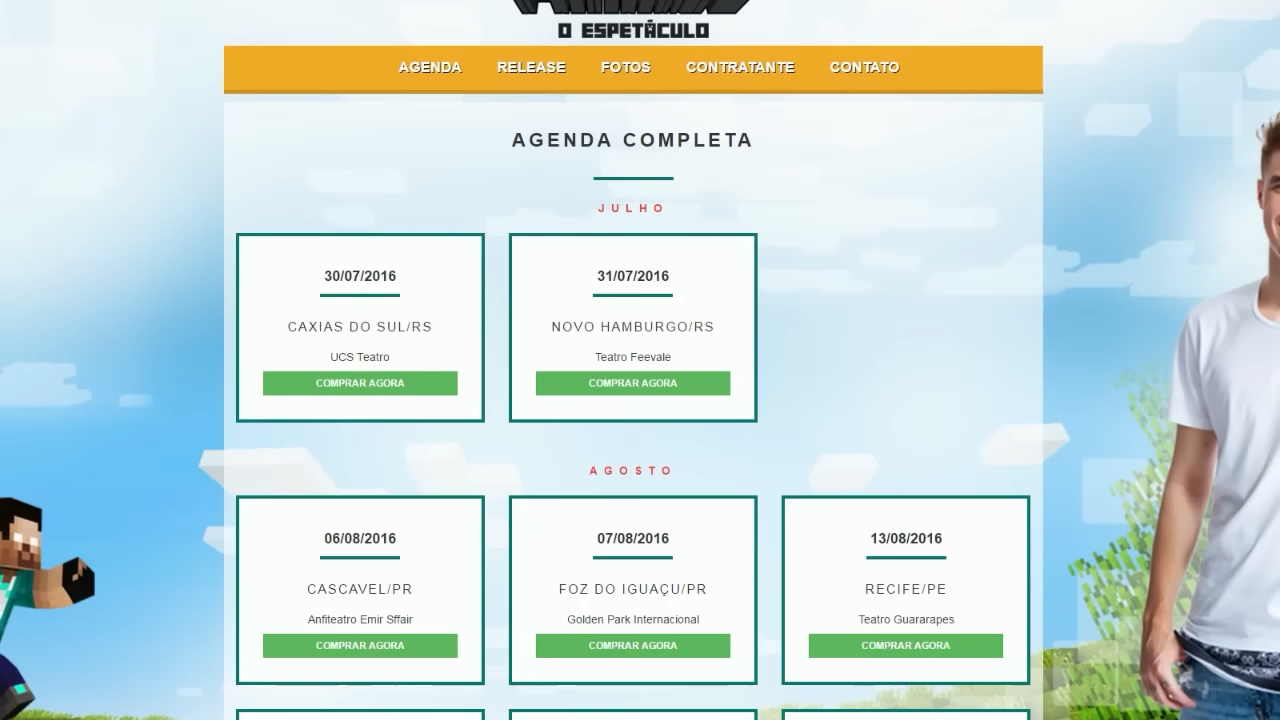 O ESPETÁCULO
AGENDA RELEASE FOTOS CONTRATANTE CONTATO
AGENDA COMPLETA
JULHO
30/07/2016
CAXIAS DO SUL/RS
UCS Teatro
COMPRAR AGORA
31/07/2016
NOVO HAMBURGO/RS
Teatro Feevale
COMPRAR AGORA
AGOSTO
06/08/2016
CASCAVEL/PR
Anfiteatro Emir Sffair
COMPRAR AGORA
07/08/2016
FOZ DO IGUAÇU/PR
Golden Park Internacional
COMPRAR AGORA
13/08/2016
RECIFE/PE
Teatro Guararapes
COMPRAR AGORA